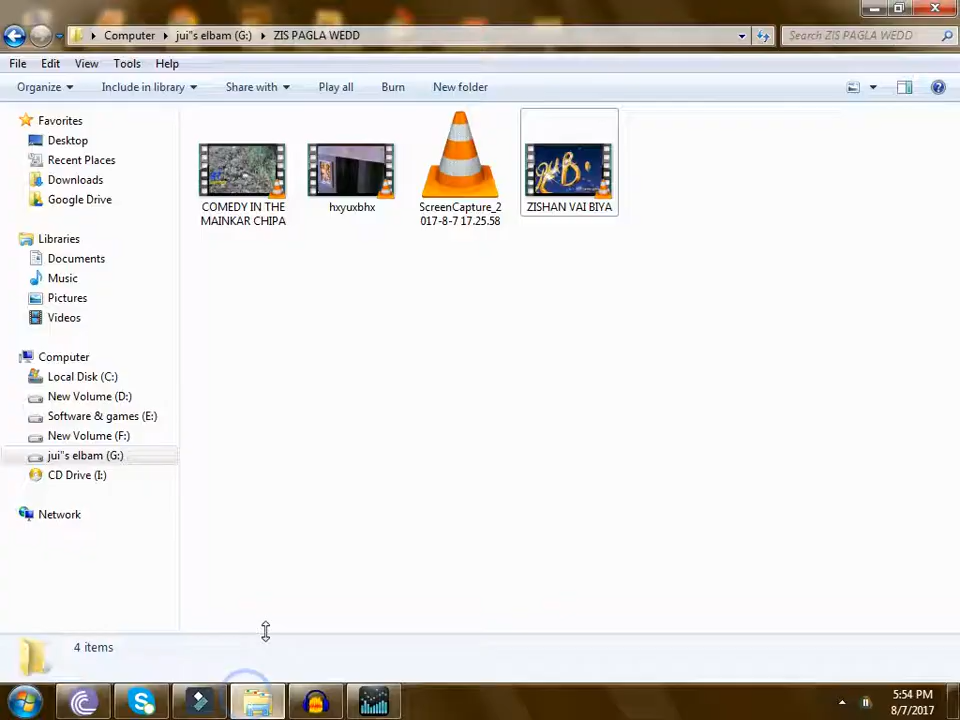 Computer ▸ jui"s elbam (G:) ▸ ZIS PAGLA WEDD
Search ZIS PAGLA WEDD
File Edit View Tools Help
Organize Include in library Share with Play all Burn New folder
Favorites
Desktop
Recent Places
Downloads
Google Drive
Libraries
Documents
Music
Pictures
Videos
Computer
Local Disk (C:)
New Volume (D:)
Software & games (E:)
New Volume (F:)
jui"s elbam (G:)
CD Drive (I:)
Network
COMEDY IN THE
MAINKAR CHIPA
hxyuxbhx
ScreenCapture_2
017-8-7 17.25.58
ZISHAN VAI BIYA
4 items
5:54 PM
8/7/2017